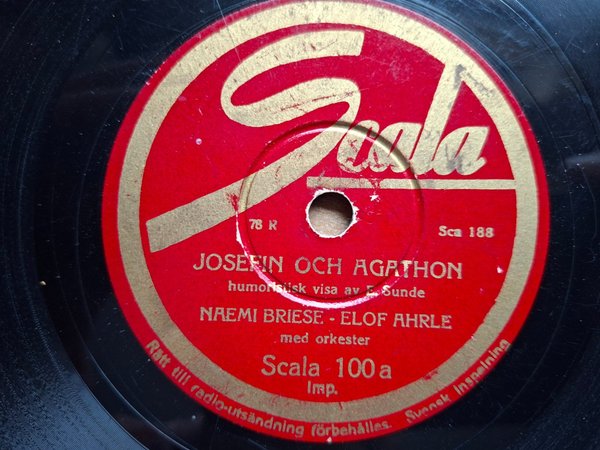 Scala
78 R
Sca 188
JOSEFIN OCH AGATHON
humoristisk visa av E. Sunde
NAEMI BRIESE - ELOF AHRLE
med orkester
Scala 100 a
Imp.
Rätt till radio-utsändning förbehålles. Svensk inspelning